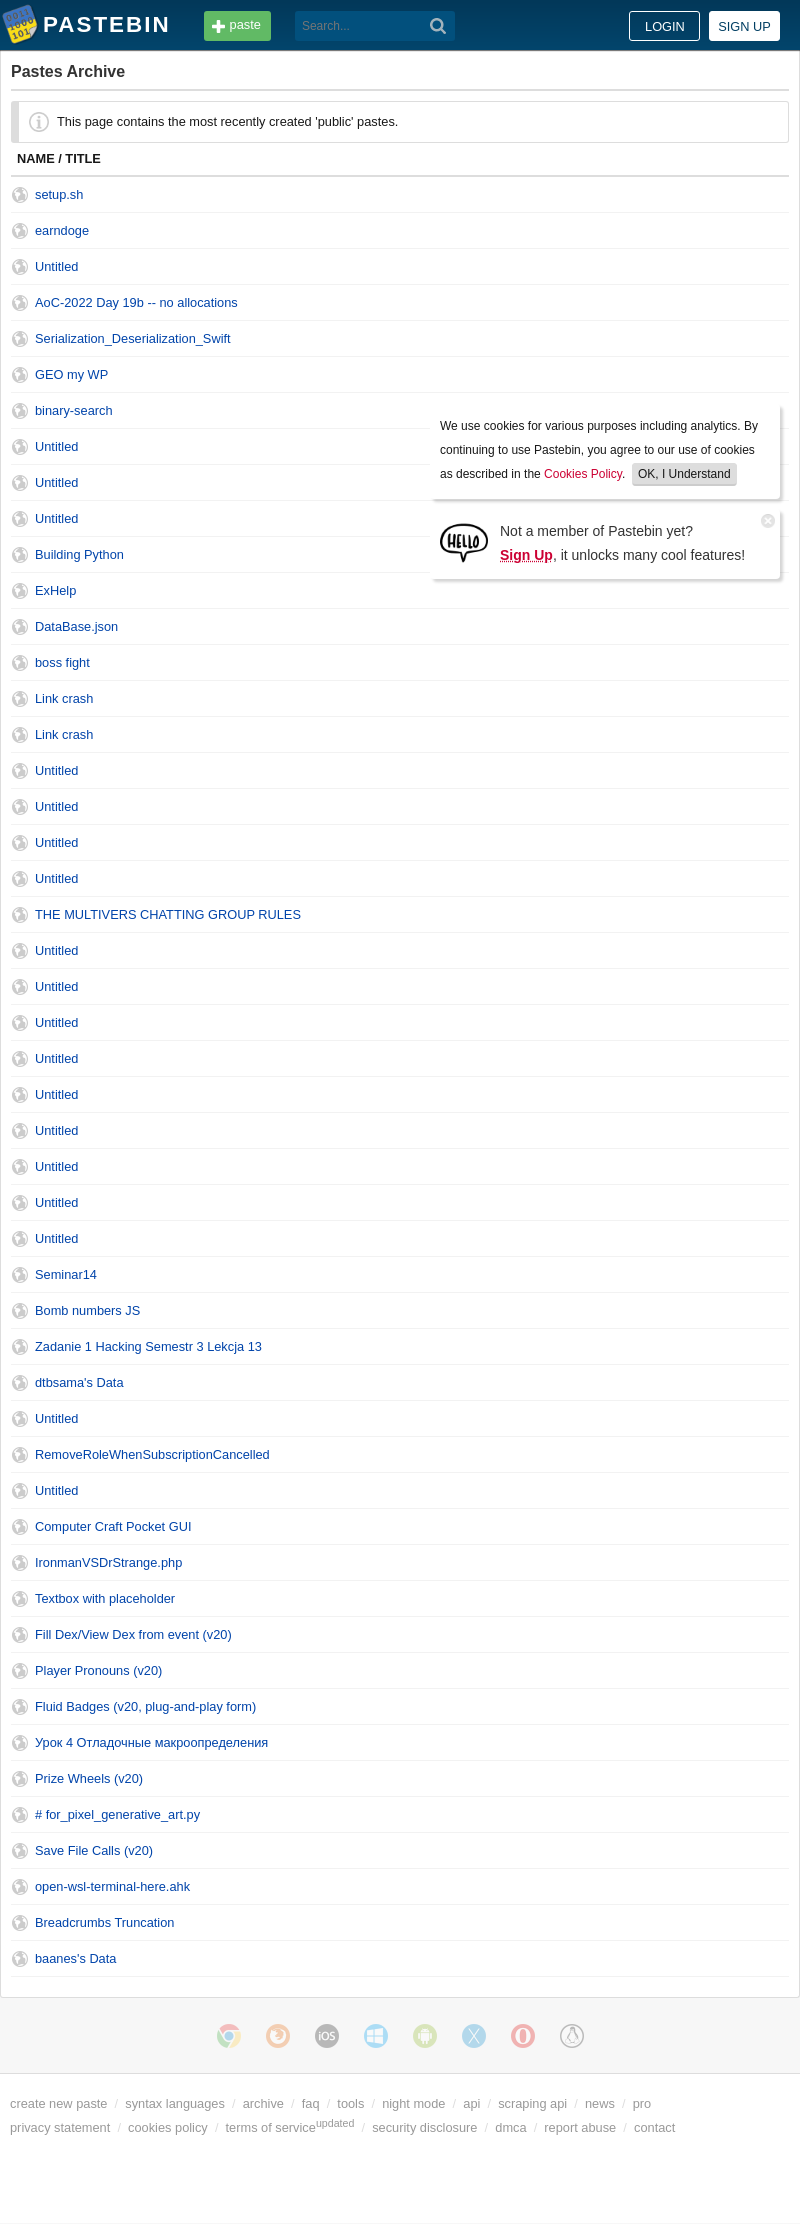 PASTEBIN
paste
Search...
LOGIN
SIGN UP
Pastes Archive
This page contains the most recently created 'public' pastes.
NAME / TITLE
setup.sh
earndoge
Untitled
AoC-2022 Day 19b -- no allocations
Serialization_Deserialization_Swift
GEO my WP
binary-search
Untitled
Untitled
Untitled
Building Python
ExHelp
We use cookies for various purposes including analytics. By
continuing to use Pastebin, you agree to our use of cookies
as described in the Cookies Policy. OK, I Understand
HELLO
Not a member of Pastebin yet?
Sign Up, it unlocks many cool features!
DataBase.json
boss fight
Link crash
Link crash
Untitled
Untitled
Untitled
Untitled
THE MULTIVERS CHATTING GROUP RULES
Untitled
Untitled
Untitled
Untitled
Untitled
Untitled
Untitled
Untitled
Untitled
Seminar14
Bomb numbers JS
Zadanie 1 Hacking Semestr 3 Lekcja 13
dtbsama's Data
Untitled
RemoveRoleWhenSubscriptionCancelled
Untitled
Computer Craft Pocket GUI
IronmanVSDrStrange.php
Textbox with placeholder
Fill Dex/View Dex from event (v20)
Player Pronouns (v20)
Fluid Badges (v20, plug-and-play form)
Урок 4 Отладочные макроопределения
Prize Wheels (v20)
# for_pixel_generative_art.py
Save File Calls (v20)
open-wsl-terminal-here.ahk
Breadcrumbs Truncation
baanes's Data
iOS
create new paste / syntax languages / archive / faq / tools / night mode / api / scraping api / news / pro
privacy statement / cookies policy / terms of service updated / security disclosure / dmca / report abuse / contact